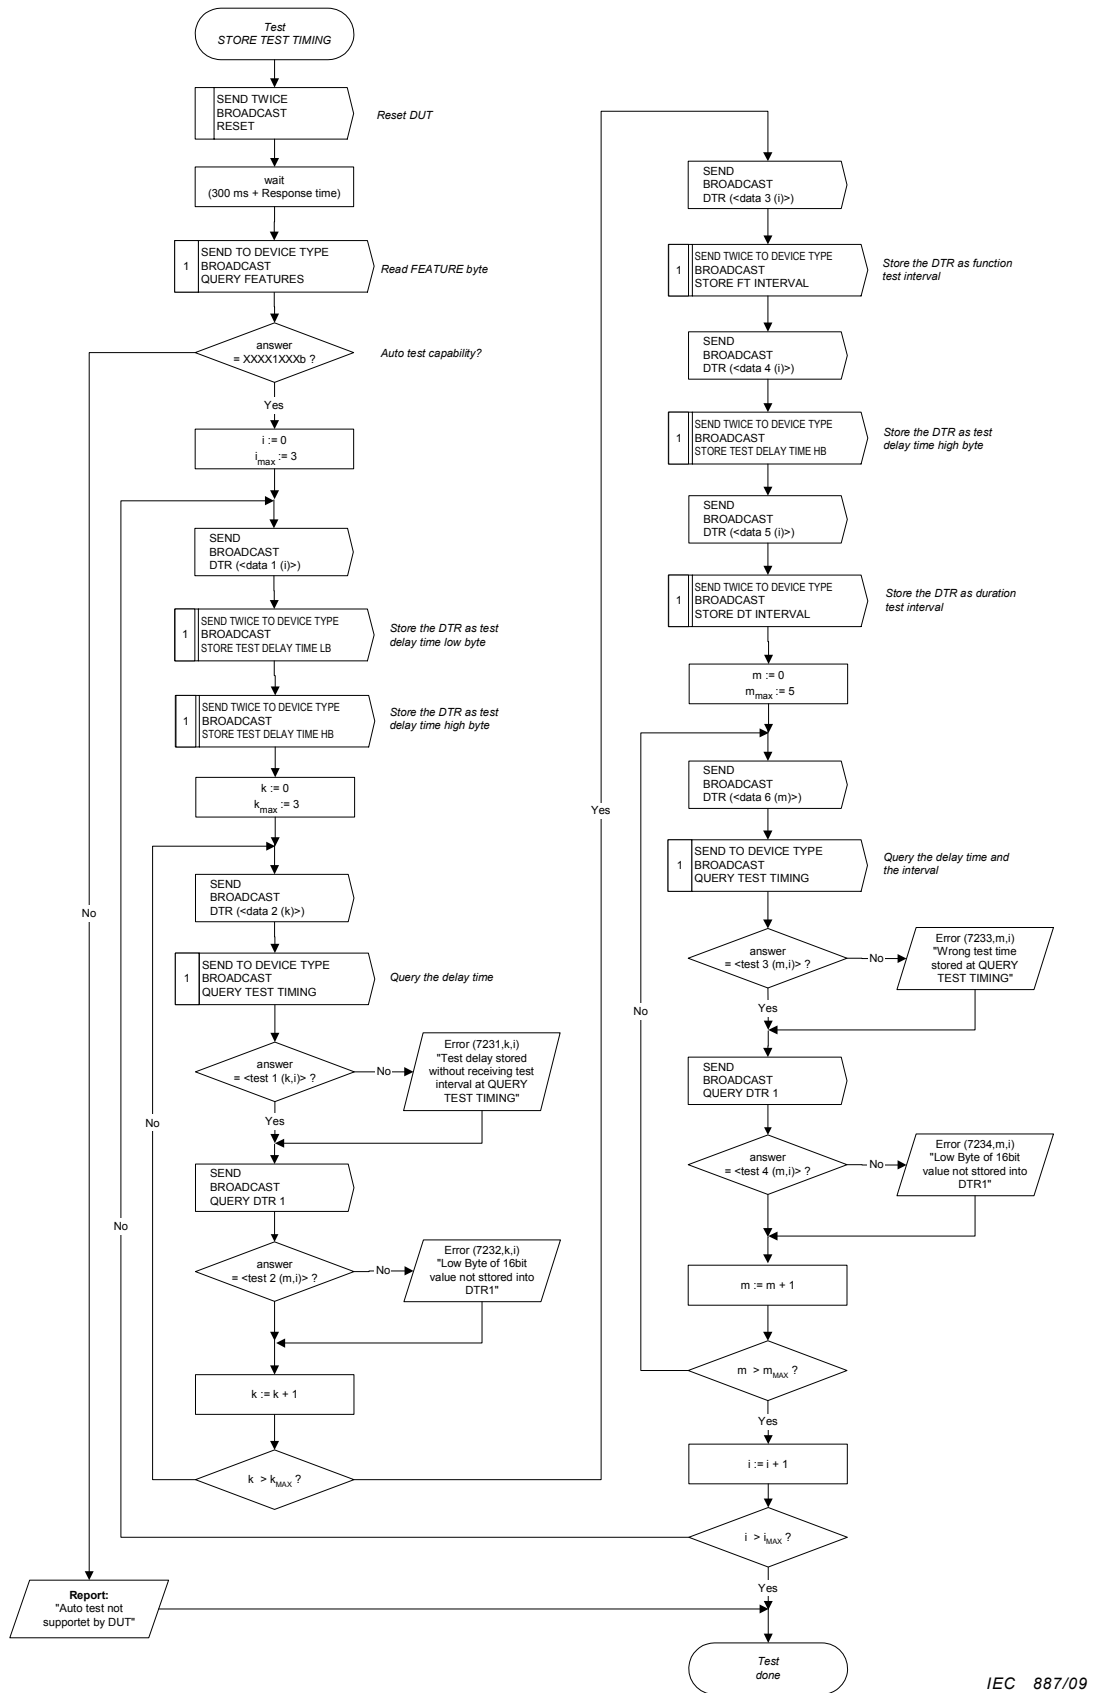 Test
STORE TEST TIMING
SEND TWICE
BROADCAST
RESET
Reset DUT
wait
(300 ms + Response time)
1
SEND TO DEVICE TYPE
BROADCAST
QUERY FEATURES
Read FEATURE byte
answer
= XXXX1XXXb ?
Auto test capability?
Yes
i := 0
imax := 3
SEND
BROADCAST
DTR (<data 1 (i)>)
1
SEND TWICE TO DEVICE TYPE
BROADCAST
STORE TEST DELAY TIME LB
Store the DTR as test
delay time low byte
1
SEND TWICE TO DEVICE TYPE
BROADCAST
STORE TEST DELAY TIME HB
Store the DTR as test
delay time high byte
k := 0
kmax := 3
SEND
BROADCAST
DTR (<data 2 (k)>)
No
1
SEND TO DEVICE TYPE
BROADCAST
QUERY TEST TIMING
Query the delay time
answer
= <test 1 (k,i)> ?
No
Error (7231,k,i)
"Test delay stored
without receiving test
interval at QUERY
TEST TIMING"
Yes
No
SEND
BROADCAST
QUERY DTR 1
No
answer
= <test 2 (m,i)> ?
No
Error (7232,k,i)
"Low Byte of 16bit
value not sttored into
DTR1"
k := k + 1
k > kMAX ?
Yes
SEND
BROADCAST
DTR (<data 3 (i)>)
1
SEND TWICE TO DEVICE TYPE
BROADCAST
STORE FT INTERVAL
Store the DTR as function
test interval
SEND
BROADCAST
DTR (<data 4 (i)>)
1
SEND TWICE TO DEVICE TYPE
BROADCAST
STORE TEST DELAY TIME HB
Store the DTR as test
delay time high byte
SEND
BROADCAST
DTR (<data 5 (i)>)
1
SEND TWICE TO DEVICE TYPE
BROADCAST
STORE DT INTERVAL
Store the DTR as duration
test interval
m := 0
mmax := 5
SEND
BROADCAST
DTR (<data 6 (m)>)
1
SEND TO DEVICE TYPE
BROADCAST
QUERY TEST TIMING
Query the delay time and
the interval
answer
= <test 3 (m,i)> ?
No
Error (7233,m,i)
"Wrong test time
stored at QUERY
TEST TIMING"
Yes
No
SEND
BROADCAST
QUERY DTR 1
answer
= <test 4 (m,i)> ?
No
Error (7234,m,i)
"Low Byte of 16bit
value not sttored into
DTR1"
m := m + 1
m > mMAX ?
Yes
i := i + 1
i > iMAX ?
Yes
Report:
"Auto test not
supportet by DUT"
Test
done
IEC 887/09